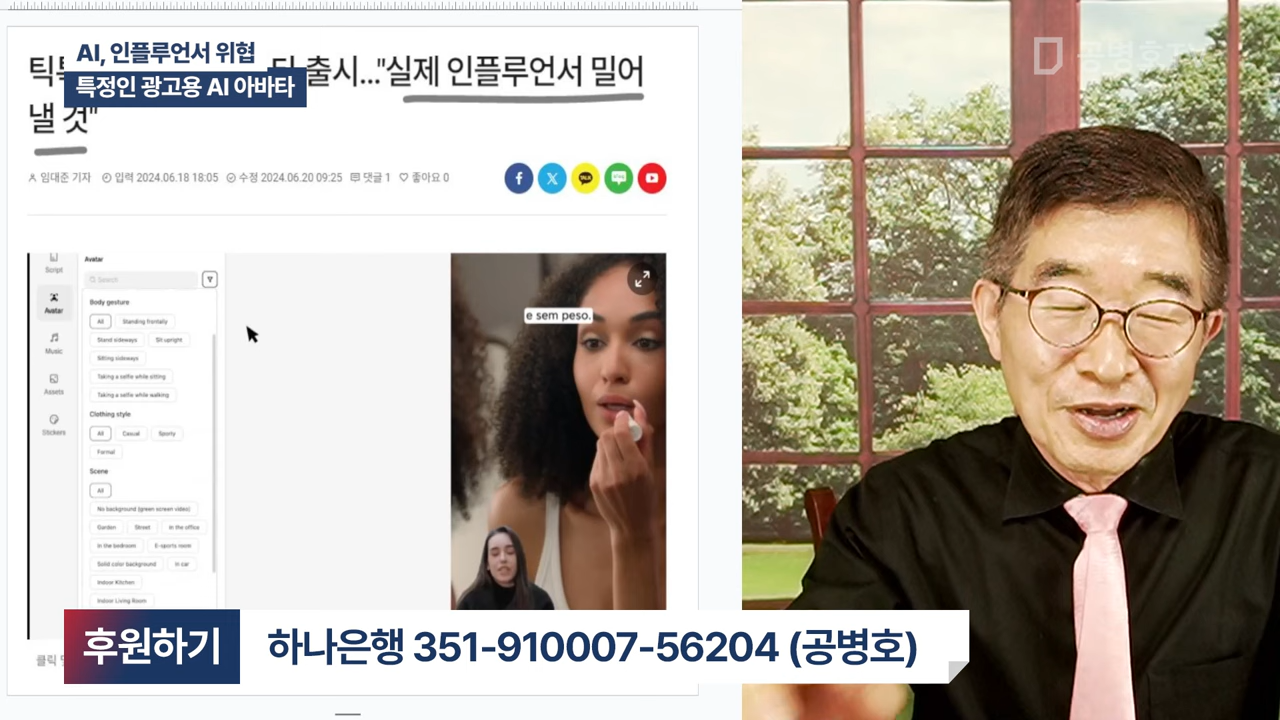 AI, 인플루언서 위협
특정인 광고용 AI 아바타
출시..."실제 인플루언서 밀어
낼 것"
임대준 기자 입력 2024.06.18 18:05 수정 2024.06.20 09:25 댓글 1 좋아요 0
Script
Avatar
Music
Assets
Stickers
Avatar
Search
Body gesture
All Standing frontally
Stand sideways Sit upright
Sitting sideways
Taking a selfie while sitting
Taking a selfie while walking
Clothing style
All Casual Sporty
Formal
Scene
All
No background (green screen video)
Garden Street In the office
In the bedroom E-sports room
Solid color background In car
Indoor Kitchen
Indoor Living Room
e sem peso.
TALK
공병호
클릭
후원하기
하나은행 351-910007-56204 (공병호)